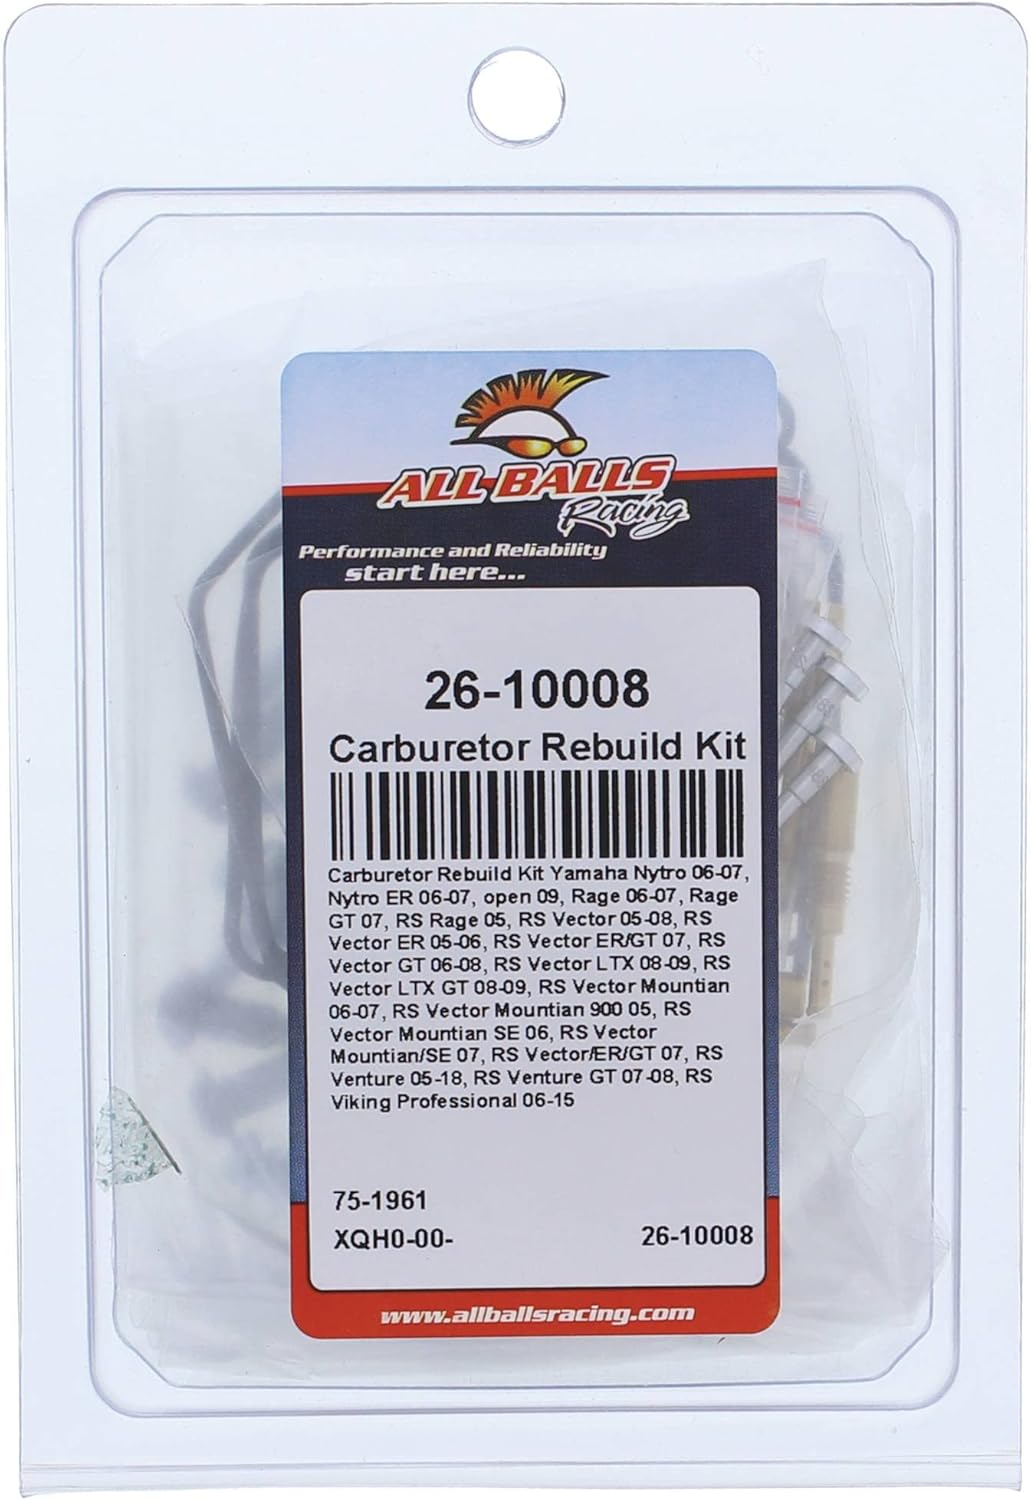 ALL BALLS
Racing
Performance and Reliability
start here...
26-10008
Carburetor Rebuild Kit
Carburetor Rebuild Kit Yamaha Nytro 06-07,
Nytro ER 06-07, open 09, Rage 06-07, Rage
GT 07, RS Rage 05, RS Vector 05-08, RS
Vector ER 05-06, RS Vector ER/GT 07, RS
Vector GT 06-08, RS Vector LTX 08-09, RS
Vector LTX GT 08-09, RS Vector Mountian
06-07, RS Vector Mountian 900 05, RS
Vector Mountian SE 06, RS Vector
Mountian/SE 07, RS Vector/ER/GT 07, RS
Venture 05-18, RS Venture GT 07-08, RS
Viking Professional 06-15
75-1961
XQH0-00- 26-10008
www.allballsracing.com